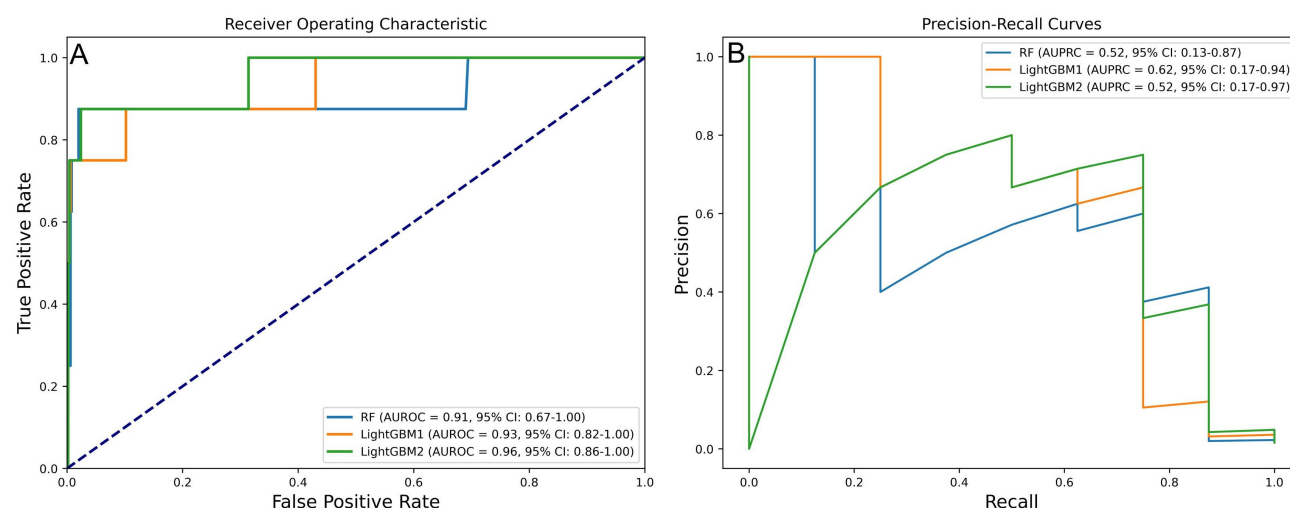 Receiver Operating Characteristic
A
1.0
0.8
0.6
0.4
0.2
0.0
True Positive Rate
0.0
0.2
0.4
0.6
0.8
1.0
False Positive Rate
RF (AUROC = 0.91, 95% CI: 0.67-1.00)
LightGBM1 (AUROC = 0.93, 95% CI: 0.82-1.00)
LightGBM2 (AUROC = 0.96, 95% CI: 0.86-1.00)
Precision-Recall Curves
B
RF (AUPRC = 0.52, 95% CI: 0.13-0.87)
LightGBM1 (AUPRC = 0.62, 95% CI: 0.17-0.94)
LightGBM2 (AUPRC = 0.52, 95% CI: 0.17-0.97)
1.0
0.8
0.6
0.4
0.2
0.0
Precision
0.0
0.2
0.4
0.6
0.8
1.0
Recall